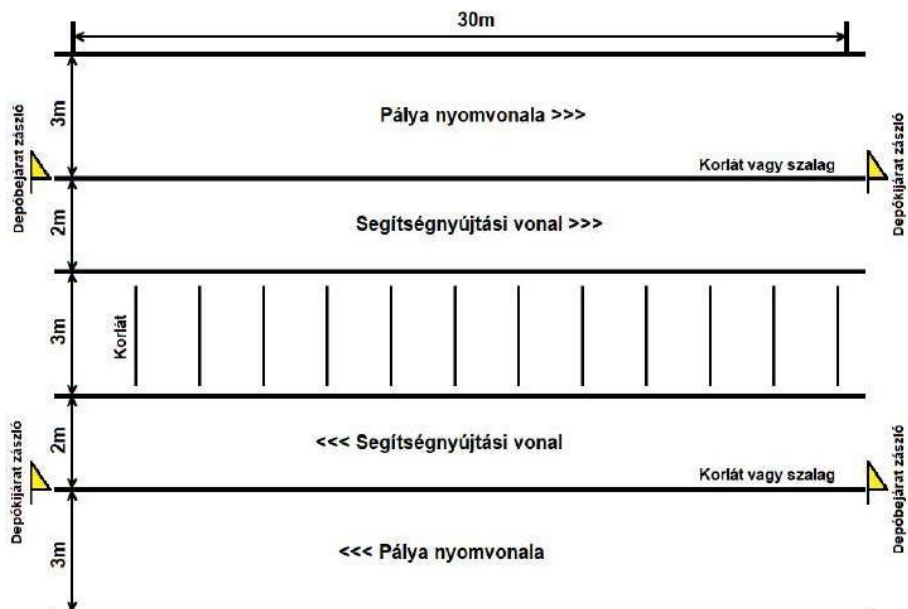 30m
3m
Pálya nyomvonala >>>
Depóbejárat zászló
Depókijárat zászló
Korlát vagy szalag
2m
Segítségnyújtási vonal >>>
3m
Korlát
2m
<<< Segítségnyújtási vonal
Depókijárat zászló
Depóbejárat zászló
Korlát vagy szalag
3m
<<< Pálya nyomvonala